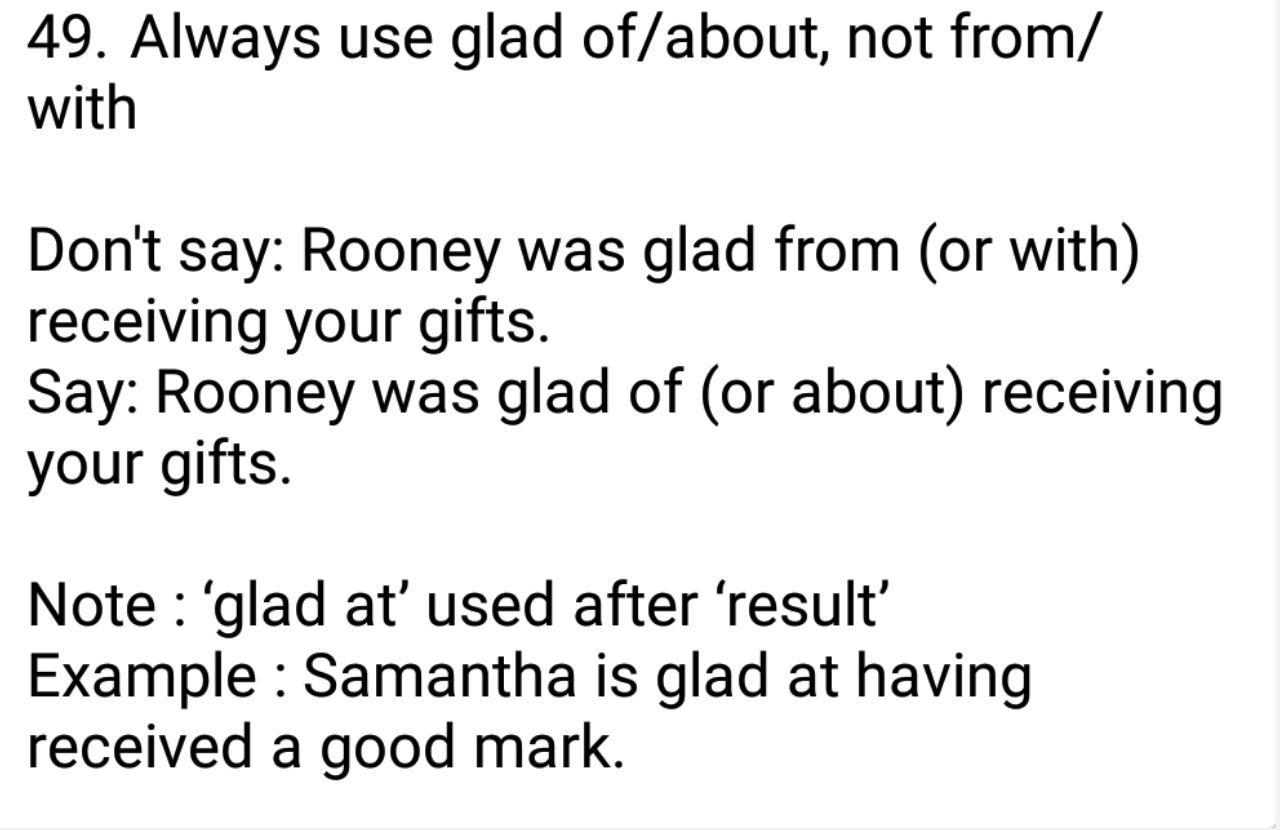 49. Always use glad of/about, not from/
with
Don't say: Rooney was glad from (or with)
receiving your gifts.
Say: Rooney was glad of (or about) receiving
your gifts.
Note : ‘glad at’ used after ‘result’
Example : Samantha is glad at having
received a good mark.